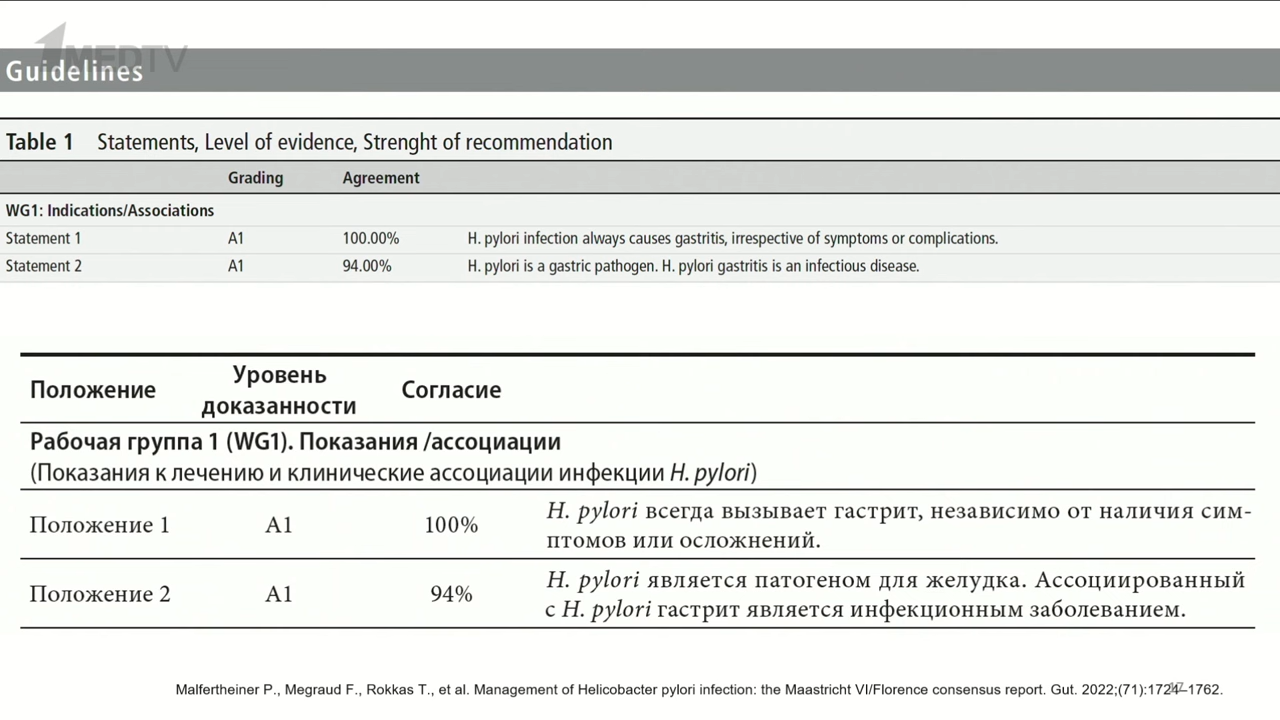 1MEDTV
Guidelines
Table 1 Statements, Level of evidence, Strenght of recommendation
Grading Agreement
WG1: Indications/Associations
Statement 1 A1 100.00% H. pylori infection always causes gastritis, irrespective of symptoms or complications.
Statement 2 A1 94.00% H. pylori is a gastric pathogen. H. pylori gastritis is an infectious disease.
Положение Уровень доказанности Согласие
Рабочая группа 1 (WG1). Показания /ассоциации
(Показания к лечению и клинические ассоциации инфекции H. pylori)
Положение 1 A1 100% H. pylori всегда вызывает гастрит, независимо от наличия сим-
птомов или осложнений.
Положение 2 A1 94% H. pylori является патогеном для желудка. Ассоциированный
с H. pylori гастрит является инфекционным заболеванием.
Malfertheiner P., Megraud F., Rokkas T., et al. Management of Helicobacter pylori infection: the Maastricht VI/Florence consensus report. Gut. 2022;(71):1724–1762.
17